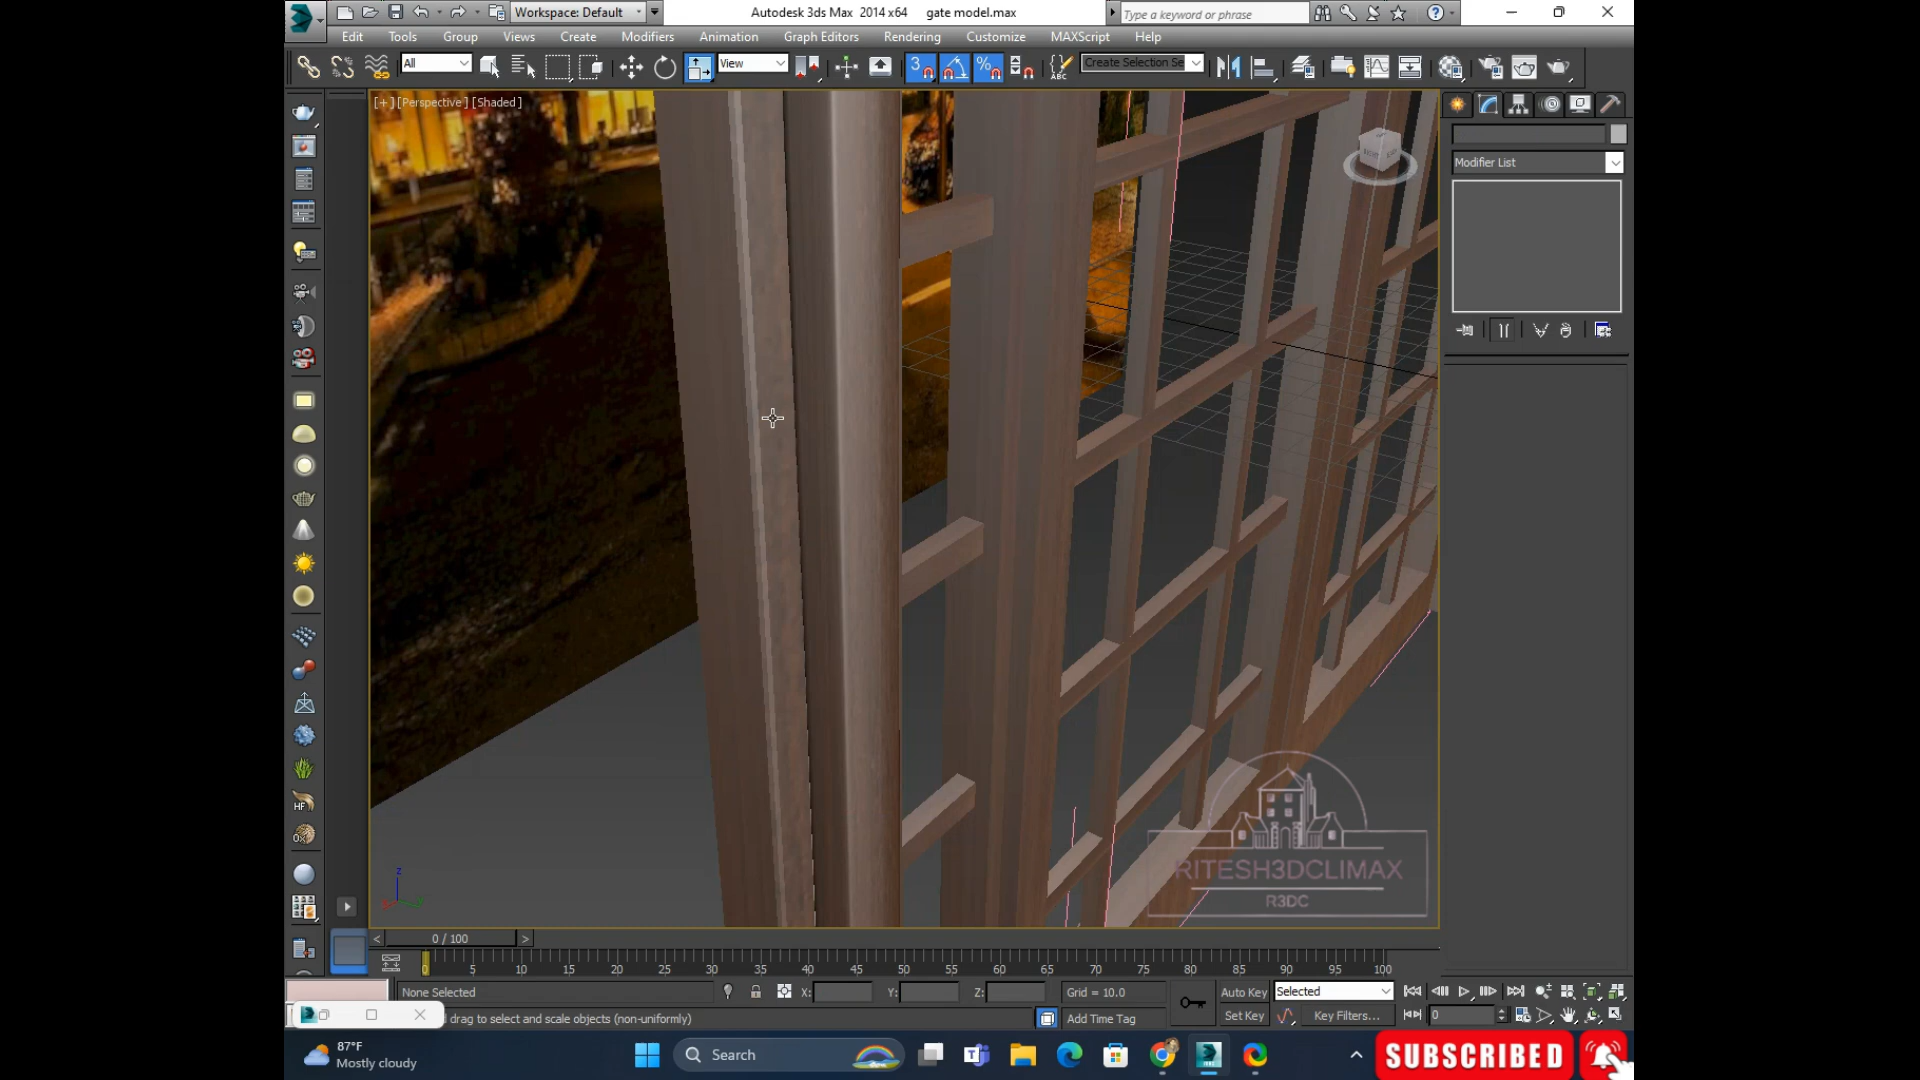 Workspace: Default
Autodesk 3ds Max 2014 x64 gate model.max
Type a keyword or phrase
Edit Tools Group Views Create Modifiers Animation Graph Editors Rendering Customize MAXScript Help
All
View
3
%
ABC
Create Selection Se
[+] [Perspective] [Shaded]
Modifier List
HF
z
RITESH3DCLIMAX
R3DC
< 0 / 100 >
0 5 10 15 20 25 30 35 40 45 50 55 60 65 70 75 80 85 90 95 100
None Selected
X: Y: Z:
Grid = 10.0
Auto Key
Selected
drag to select and scale objects (non-uniformly)
Add Time Tag
Set Key
Key Filters...
0
87°F
Mostly cloudy
Search
SUBSCRIBED